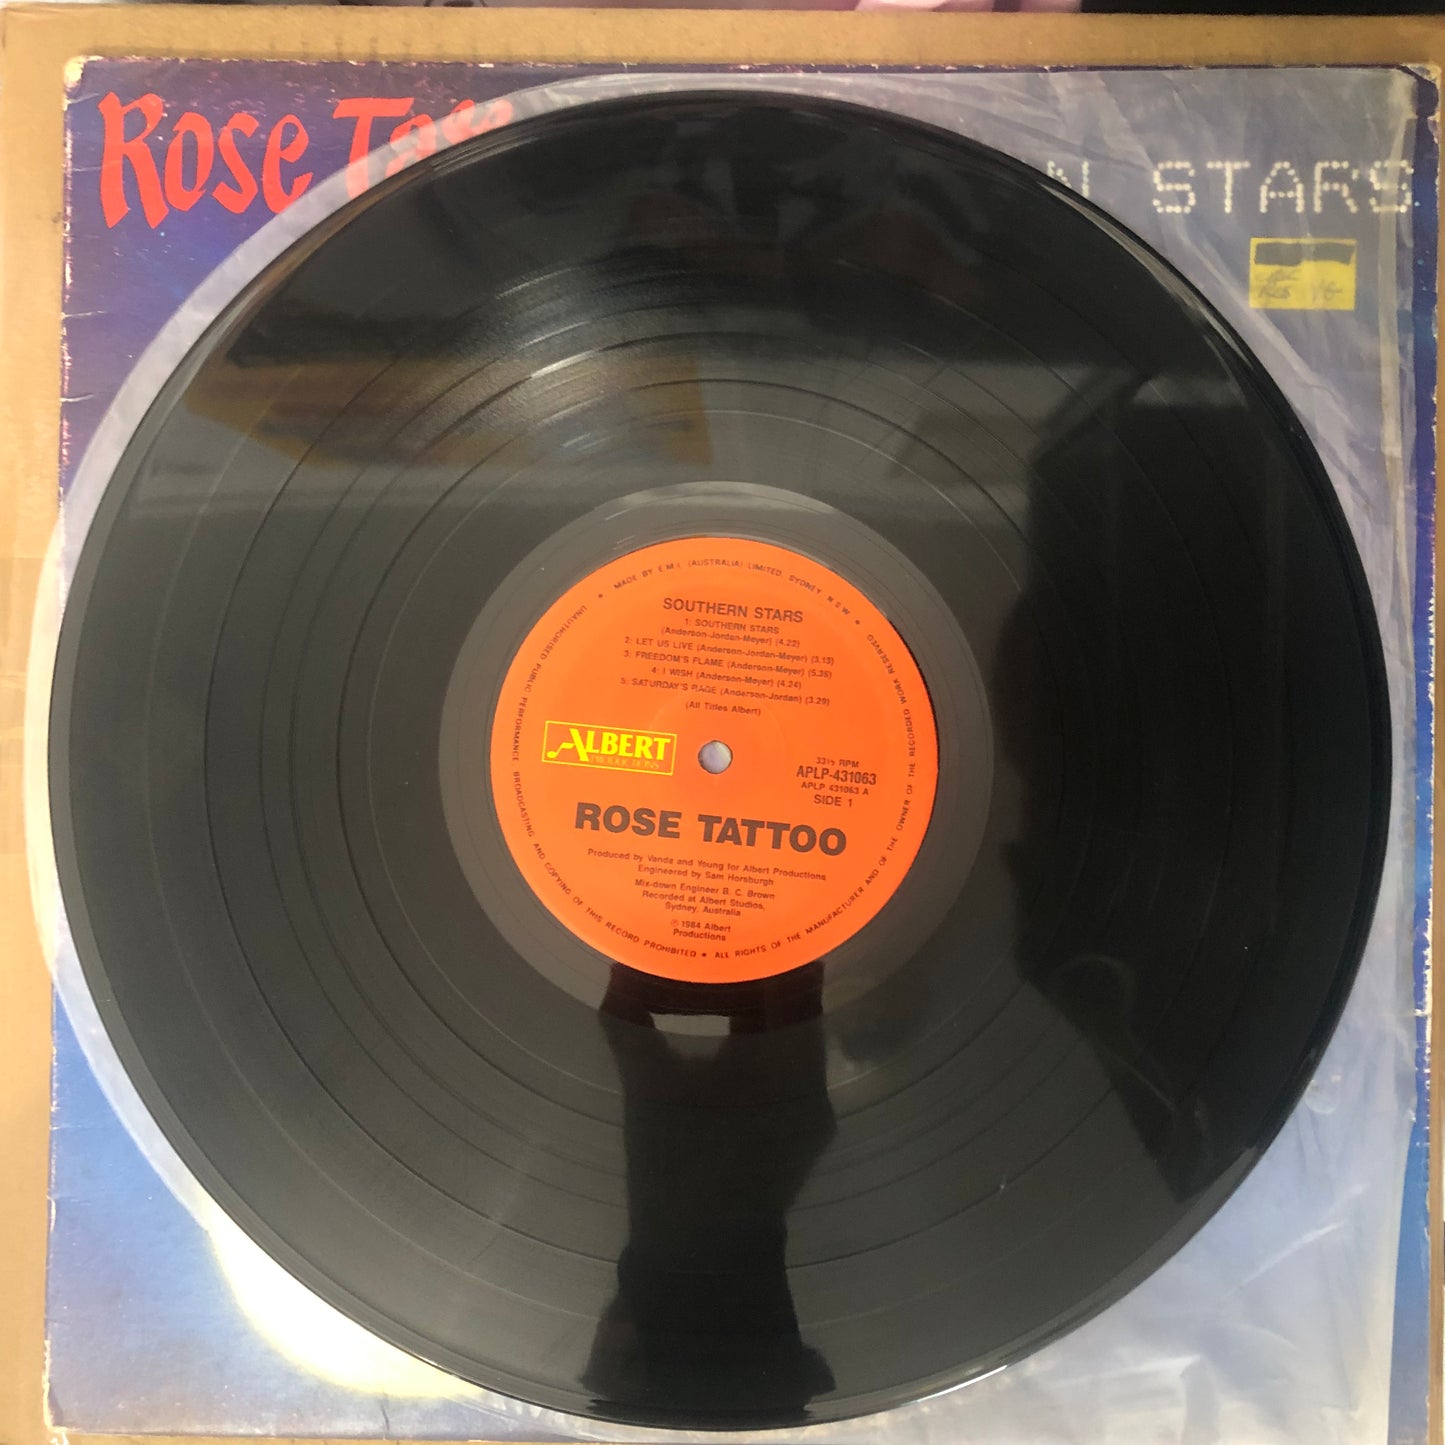 ROSE TA
N STARS
VG
MADE BY E.M.I. (AUSTRALIA) LIMITED, SYDNEY N.S.W
SOUTHERN STARS
1: SOUTHERN STARS
(Anderson-Jordan-Meyer) (4.22)
2: LET US LIVE (Anderson-Jordan-Meyer) (3.13)
3: FREEDOM'S FLAME (Anderson-Meyer) (5.35)
4: I WISH (Anderson-Meyer) (4.24)
5: SATURDAY'S RAGE (Anderson-Jordan) (3.29)
(All Titles Albert)
ALBERT
PRODUCTIONS
33⅓ RPM
APLP-431063
APLP 431063 A
SIDE 1
ROSE TATTOO
Produced by Vanda and Young for Albert Productions
Engineered by Sam Horsburgh
Mix-down Engineer B. C. Brown
Recorded at Albert Studios,
Sydney, Australia
℗ 1984 Albert
Productions
UNAUTHORISED PUBLIC PERFORMANCE, BROADCASTING AND COPYING OF THIS RECORD PROHIBITED • ALL RIGHTS OF THE MANUFACTURER AND OF THE OWNER OF THE RECORDED WORK RESERVED